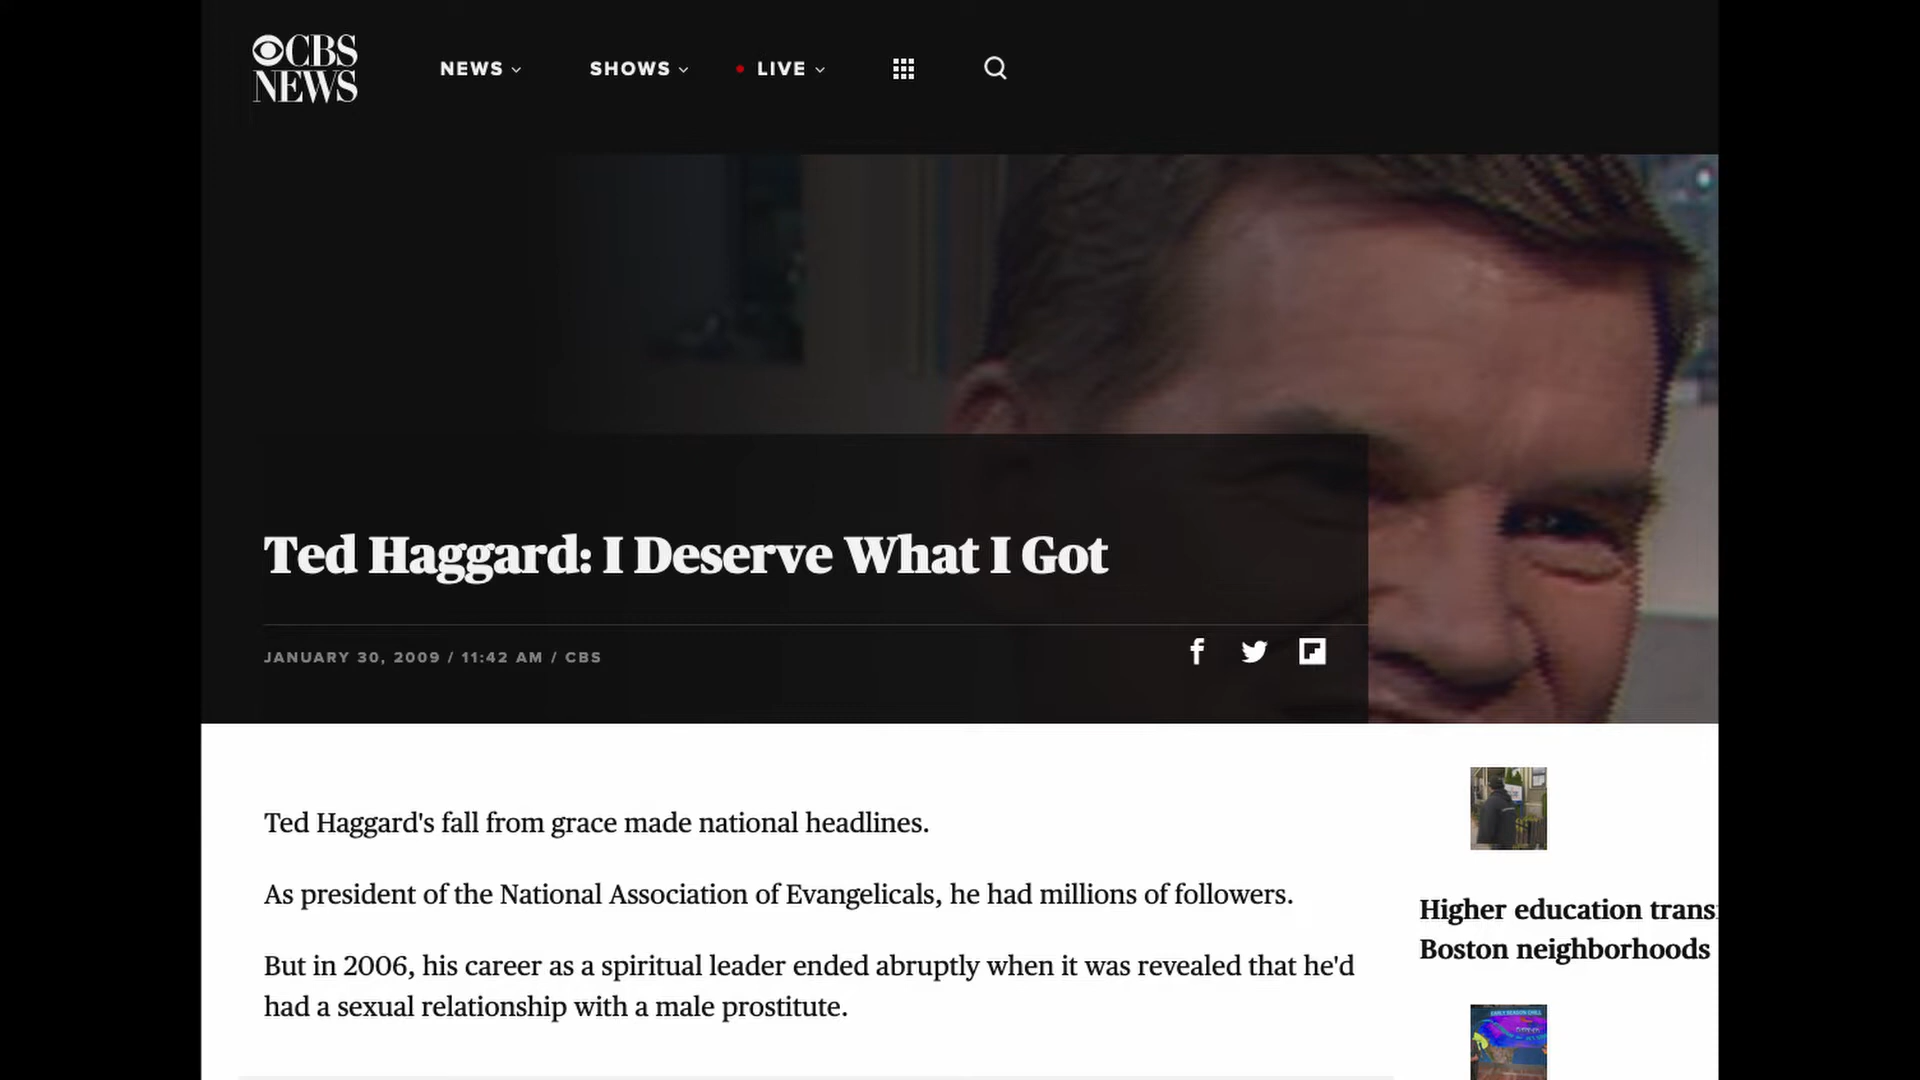 CBS NEWS
NEWS
SHOWS
LIVE
Ted Haggard: I Deserve What I Got
JANUARY 30, 2009 / 11:42 AM / CBS
Ted Haggard's fall from grace made national headlines.
As president of the National Association of Evangelicals, he had millions of followers.
But in 2006, his career as a spiritual leader ended abruptly when it was revealed that he'd
had a sexual relationship with a male prostitute.
Higher education
Boston neighborhoods
EARLY SEASON CHILL